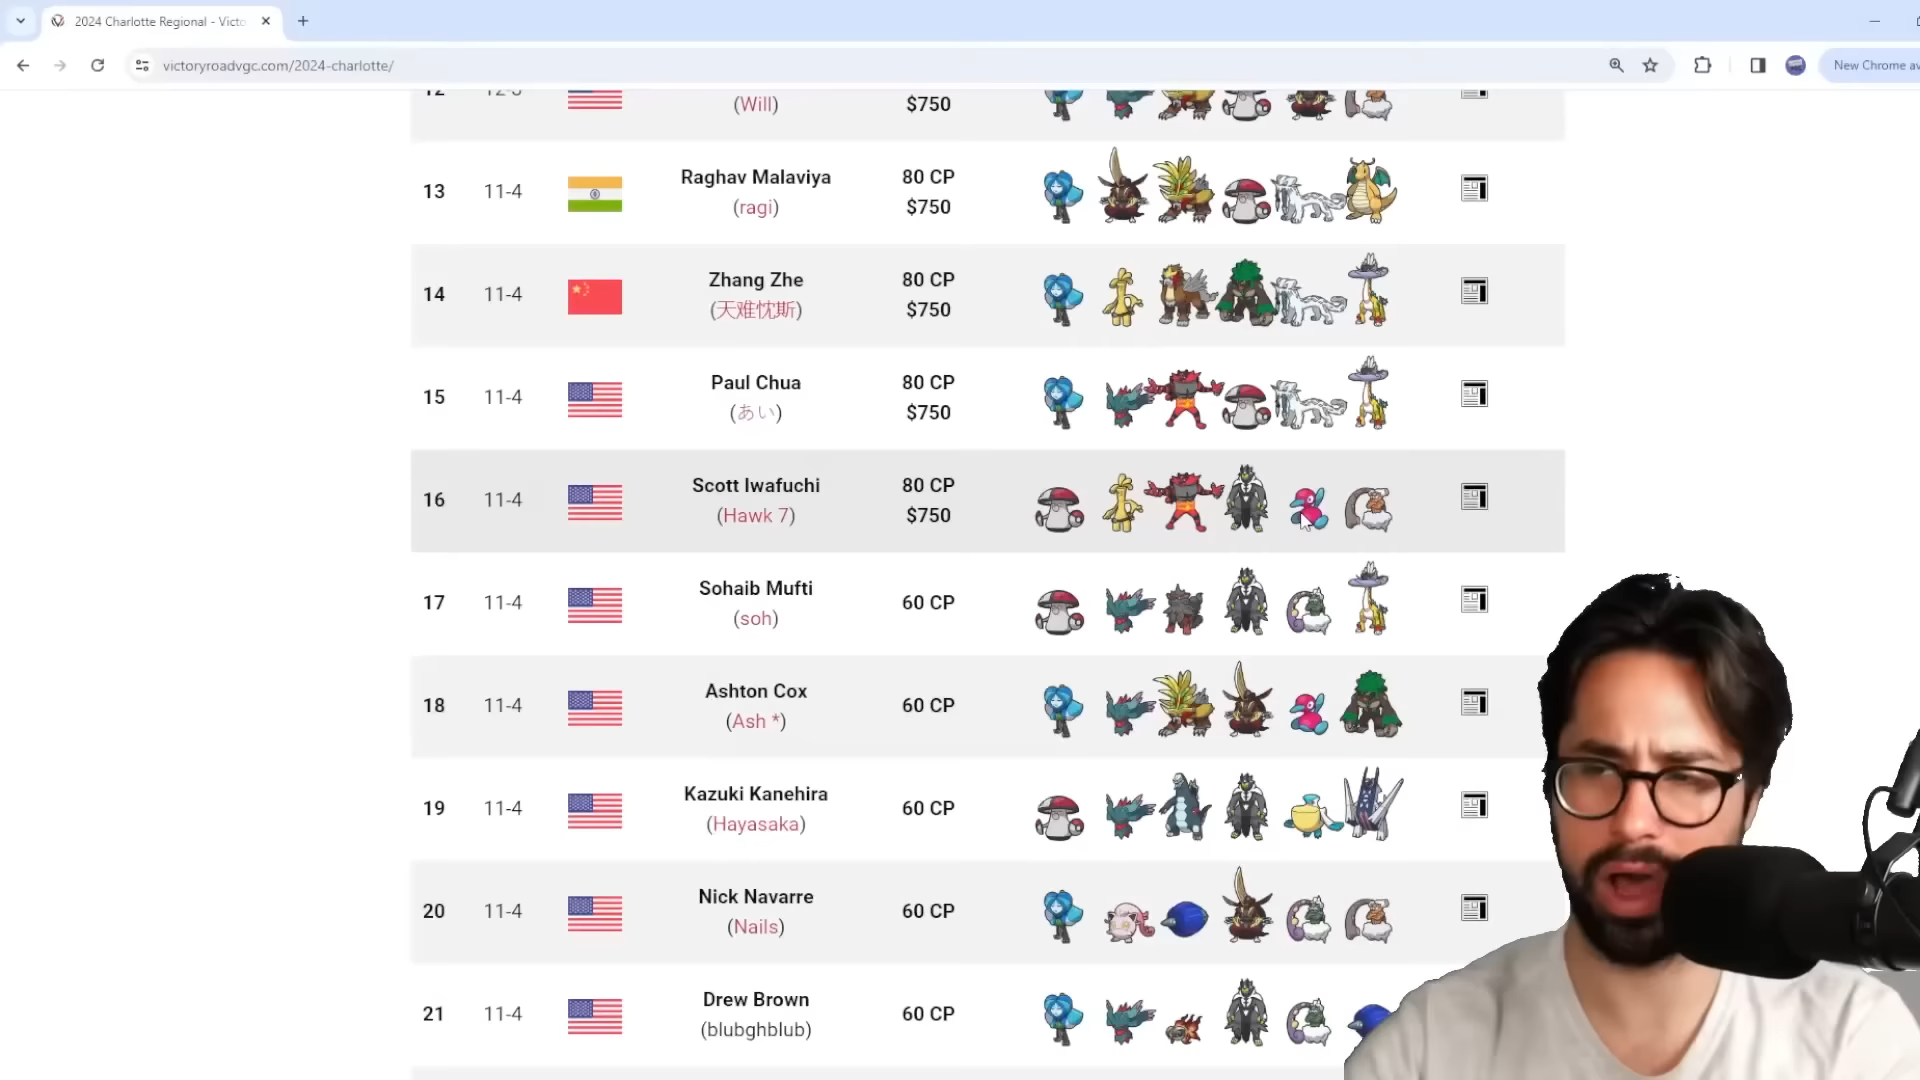 2024 Charlotte Regional - Victo
victoryroadvgc.com/2024-charlotte/
New Chrome av
12 12-3 (Will) $750
13 11-4 Raghav Malaviya (ragi) 80 CP $750
14 11-4 Zhang Zhe (天难忱斯) 80 CP $750
15 11-4 Paul Chua (あい) 80 CP $750
16 11-4 Scott Iwafuchi (Hawk 7) 80 CP $750
17 11-4 Sohaib Mufti (soh) 60 CP
18 11-4 Ashton Cox (Ash *) 60 CP
19 11-4 Kazuki Kanehira (Hayasaka) 60 CP
20 11-4 Nick Navarre (Nails) 60 CP
21 11-4 Drew Brown (blubghblub) 60 CP